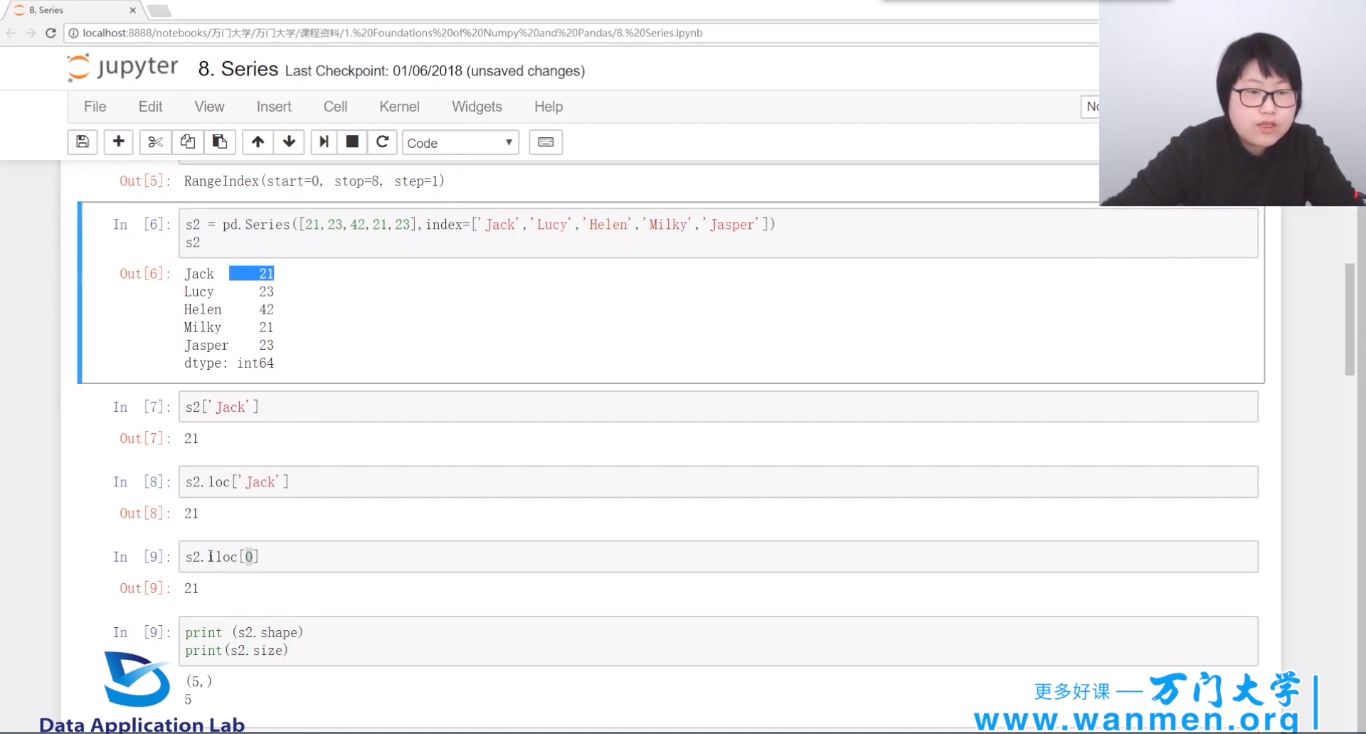 8. Series
localhost:8888/notebooks/万门大学/万门大学/课程资料/1.%20Foundations%20of%20Numpy%20and%20Pandas/8.%20Series.ipynb
jupyter 8. Series Last Checkpoint: 01/06/2018 (unsaved changes)
File Edit View Insert Cell Kernel Widgets Help
Code
Out[5]: RangeIndex(start=0, stop=8, step=1)
In [6]: s2 = pd.Series([21,23,42,21,23],index=['Jack','Lucy','Helen','Milky','Jasper'])
s2
Out[6]: Jack 21
Lucy 23
Helen 42
Milky 21
Jasper 23
dtype: int64
In [7]: s2['Jack']
Out[7]: 21
In [8]: s2.loc['Jack']
Out[8]: 21
In [9]: s2.iloc[0]
Out[9]: 21
In [9]: print (s2.shape)
print(s2.size)
(5,)
5
Data Application Lab
更多好课 — 万门大学
www.wanmen.org